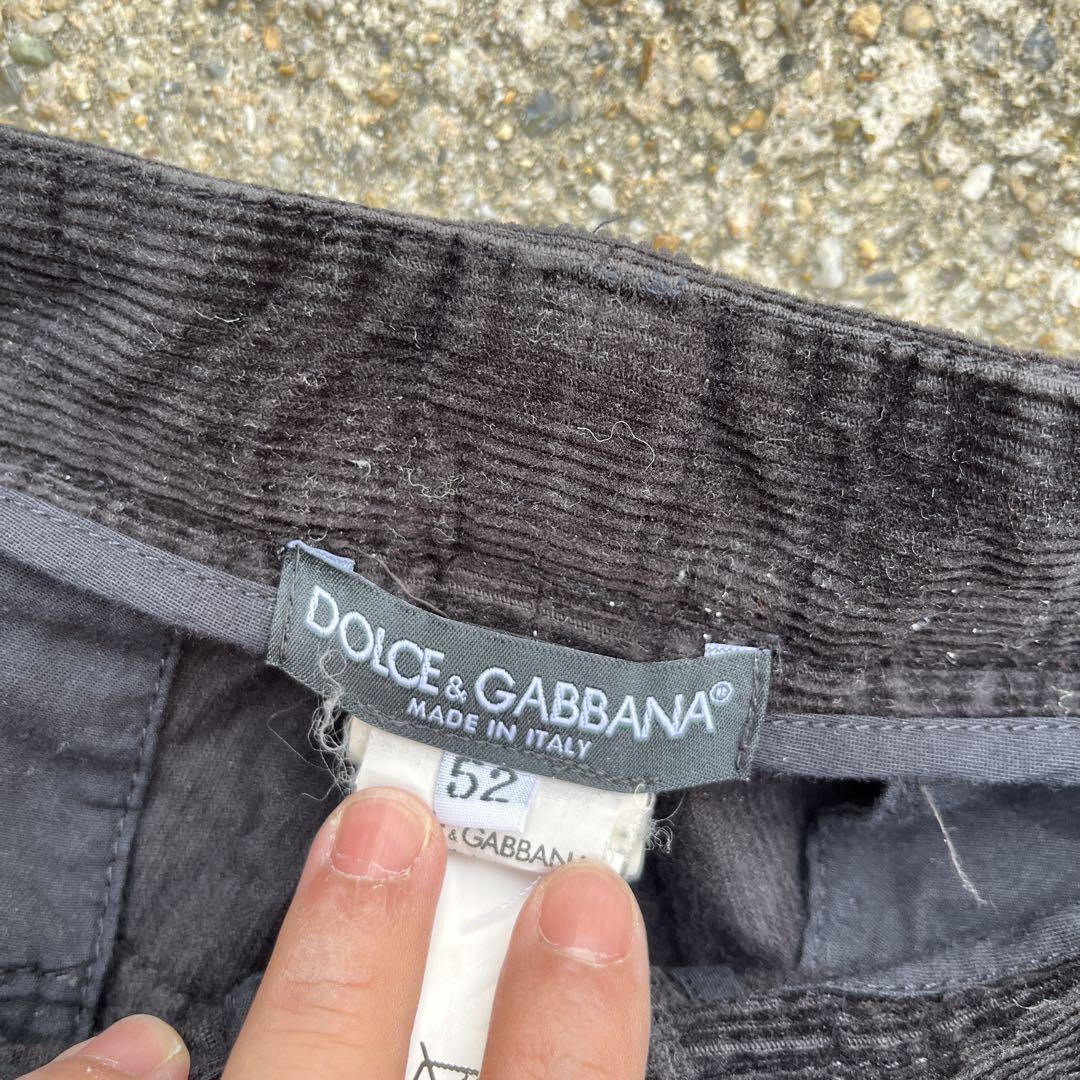 DOLCE & GABBANA®
MADE IN ITALY
52
& GABBANA